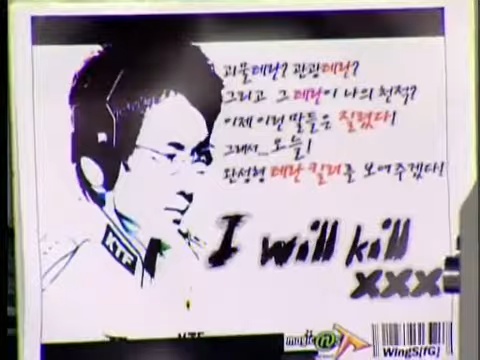 괴물테란? 관광테란?
그리고 그 테란이 나의 천적?
이제 이런 말들은 질렸다!
그래서...오늘!
완성형 테란 킬러를 보여주겠다!
I will kill
xxx
KTF
KTF
magic@
WingS[fG]